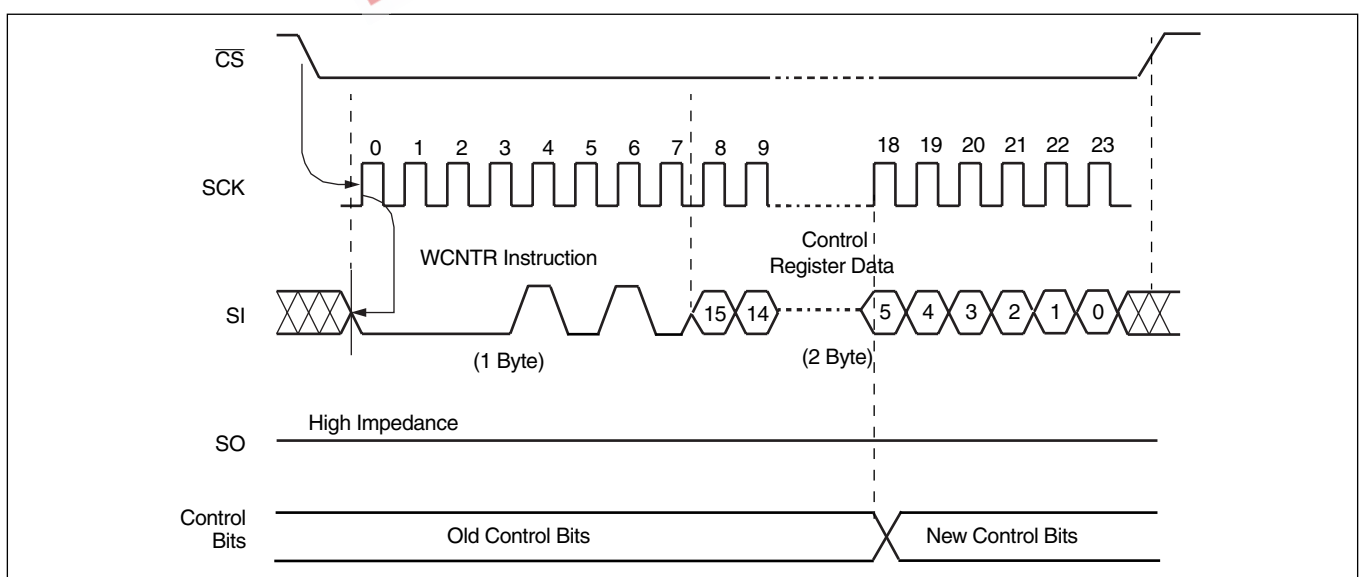 CS
0 1 2 3 4 5 6 7 8 9 18 19 20 21 22 23
SCK
WCNTR Instruction
Control
Register Data
SI
15 14 5 4 3 2 1 0
(1 Byte)
(2 Byte)
High Impedance
SO
Control
Bits
Old Control Bits
New Control Bits